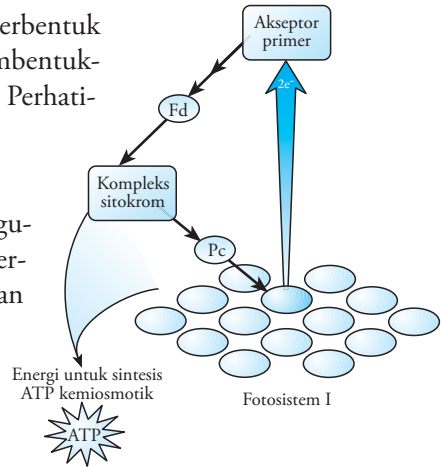 erbentuk
mbentuk-
Perhati-
gu-
er-
an
Akseptor
primer
2e⁻
Fd
Kompleks
sitokrom
Pc
Energi untuk sintesis
ATP kemiosmotik
ATP
Fotosistem I